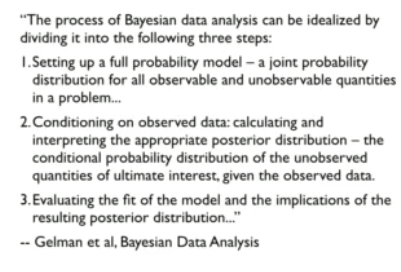 “The process of Bayesian data analysis can be idealized by
dividing it into the following three steps:
1. Setting up a full probability model – a joint probability
distribution for all observable and unobservable quantities
in a problem...
2. Conditioning on observed data: calculating and
interpreting the appropriate posterior distribution – the
conditional probability distribution of the unobserved
quantities of ultimate interest, given the observed data.
3. Evaluating the fit of the model and the implications of the
resulting posterior distribution...”
-- Gelman et al, Bayesian Data Analysis